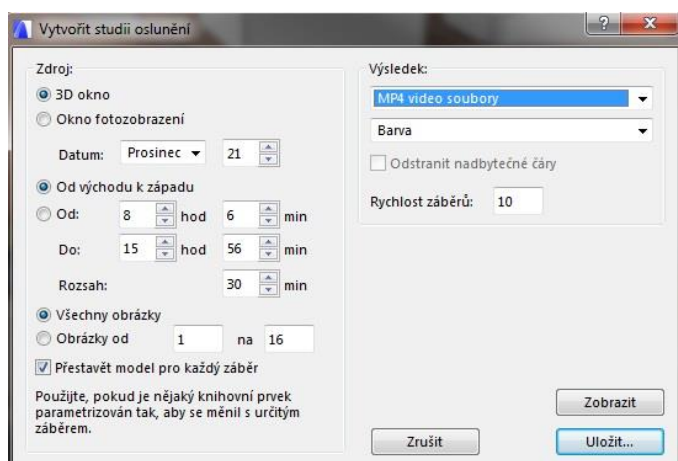 Vytvořit studii oslunění
Zdroj:
3D okno
Okno fotozobrazení
Datum: Prosinec 21
Od východu k západu
Od: 8 hod 6 min
Do: 15 hod 56 min
Rozsah: 30 min
Všechny obrázky
Obrázky od 1 na 16
Přestavět model pro každý záběr
Použijte, pokud je nějaký knihovní prvek
parametrizován tak, aby se měnil s určitým
záběrem.
Výsledek:
MP4 video soubory
Barva
Odstranit nadbytečné čáry
Rychlost záběrů: 10
Zobrazit
Zrušit Uložit...